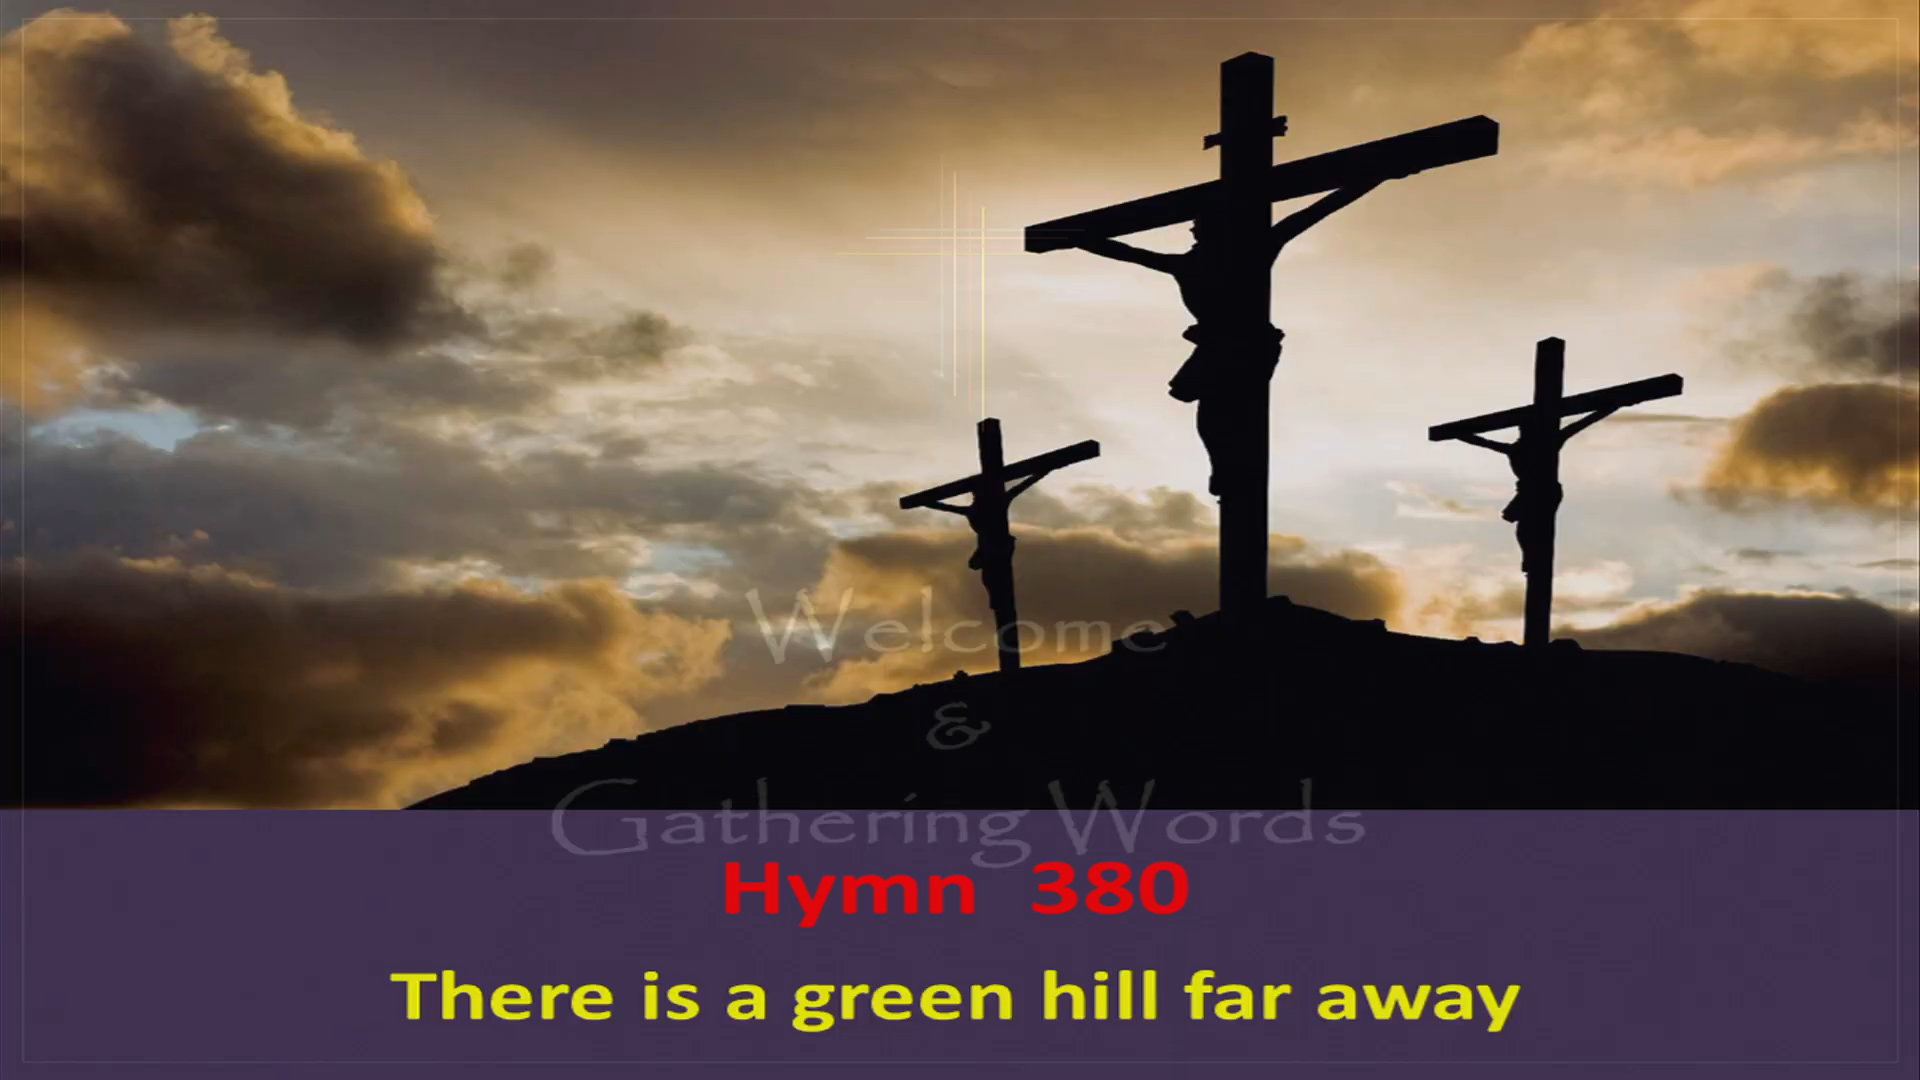 Welcome
&
Gathering Words
Hymn 380
There is a green hill far away